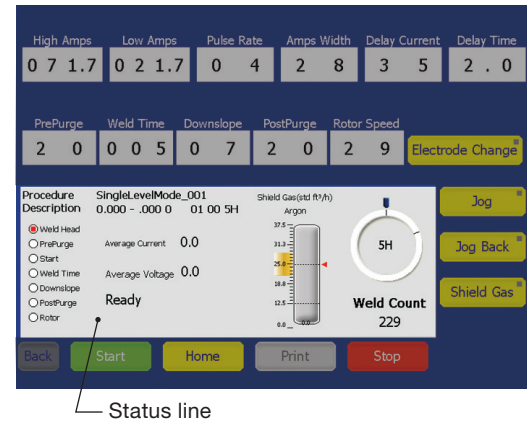 High Amps Low Amps Pulse Rate Amps Width Delay Current Delay Time
0 7 1.7 0 2 1.7 0 4 2 8 3 5 2 . 0
PrePurge Weld Time Downslope PostPurge Rotor Speed
2 0 0 0 5 0 7 2 0 2 9 Electrode Change
Procedure SingleLevelMode_001
Description 0.000 - .000 0 01 00 5H
Weld Head
PrePurge
Start
Weld Time
Downslope
PostPurge
Rotor
Average Current 0.0
Average Voltage 0.0
Ready
Shield Gas(std ft³/h)
Argon
37.5
31.3
25.0
18.8
12.5
0.0
0.0
5H
Weld Count
229
Jog
Jog Back
Shield Gas
Back Start Home Print Stop
Status line